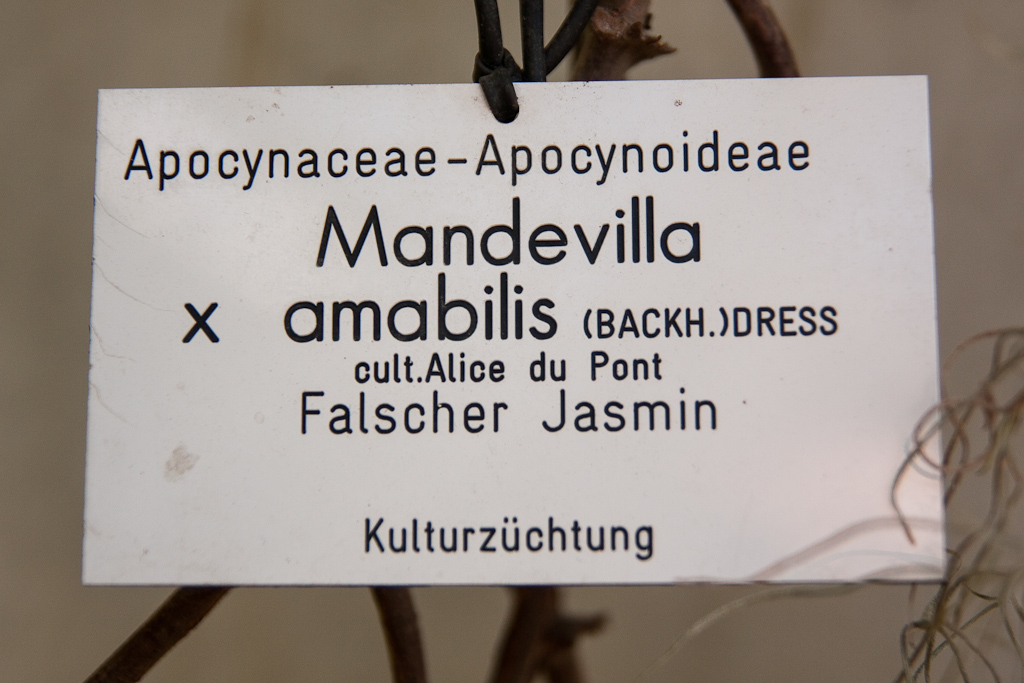 Apocynaceae-Apocynoideae
Mandevilla
x amabilis (BACKH.)DRESS
cult.Alice du Pont
Falscher Jasmin
Kulturzüchtung